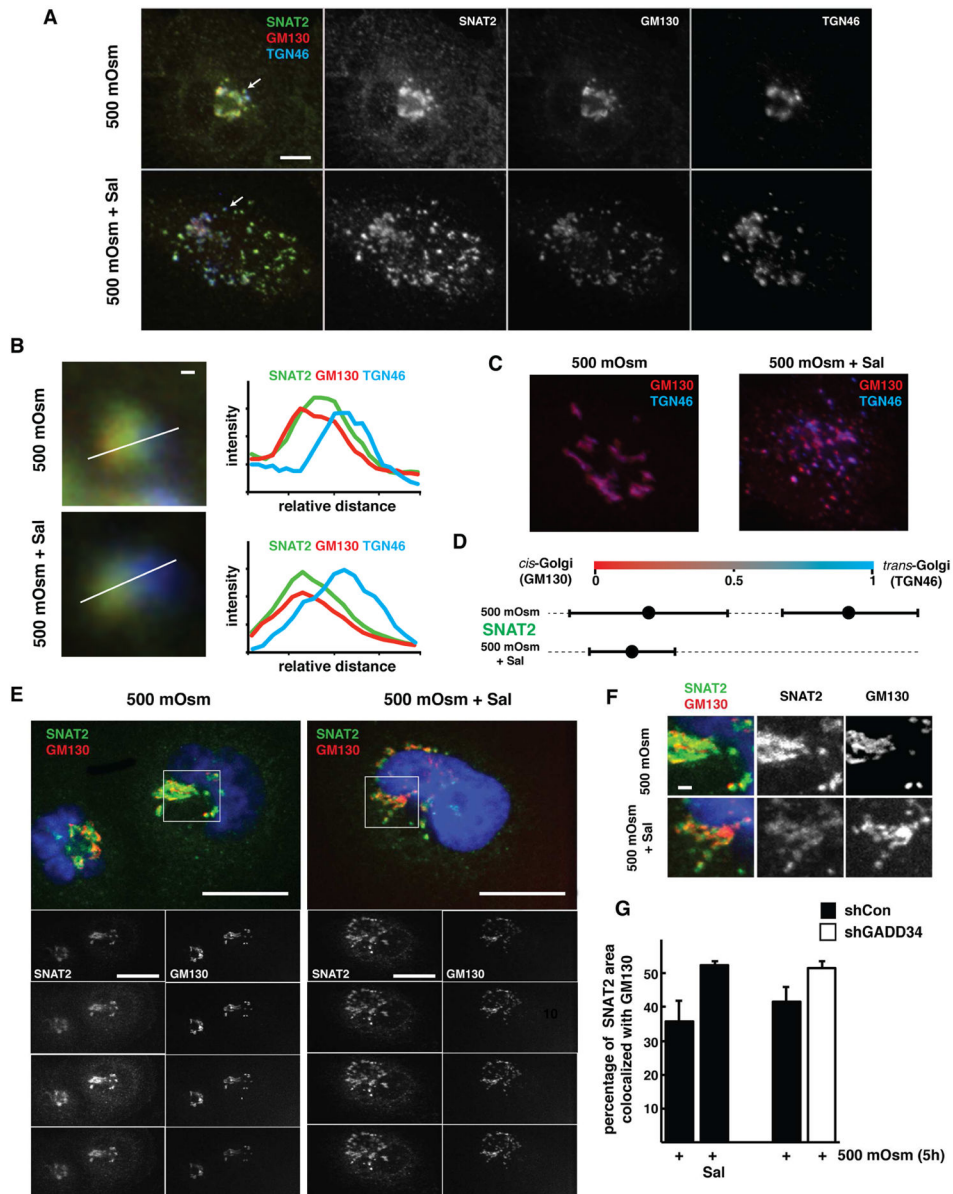 A
500 mOsm
SNAT2
GM130
TGN46
SNAT2
GM130
TGN46
500 mOsm + Sal
B
500 mOsm
SNAT2 GM130 TGN46
intensity
relative distance
500 mOsm + Sal
SNAT2 GM130 TGN46
intensity
relative distance
C
500 mOsm
500 mOsm + Sal
GM130
TGN46
GM130
TGN46
D
cis-Golgi
(GM130)
0
0.5
1
trans-Golgi
(TGN46)
500 mOsm
SNAT2
500 mOsm
+ Sal
E
500 mOsm
500 mOsm + Sal
SNAT2
GM130
SNAT2
GM130
SNAT2
GM130
SNAT2
GM130
10
F
SNAT2
GM130
SNAT2
GM130
500 mOsm
500 mOsm
+ Sal
G
shCon
shGADD34
percentage of SNAT2 area
colocalized with GM130
50
40
30
20
10
+ + + + 500 mOsm (5h)
Sal